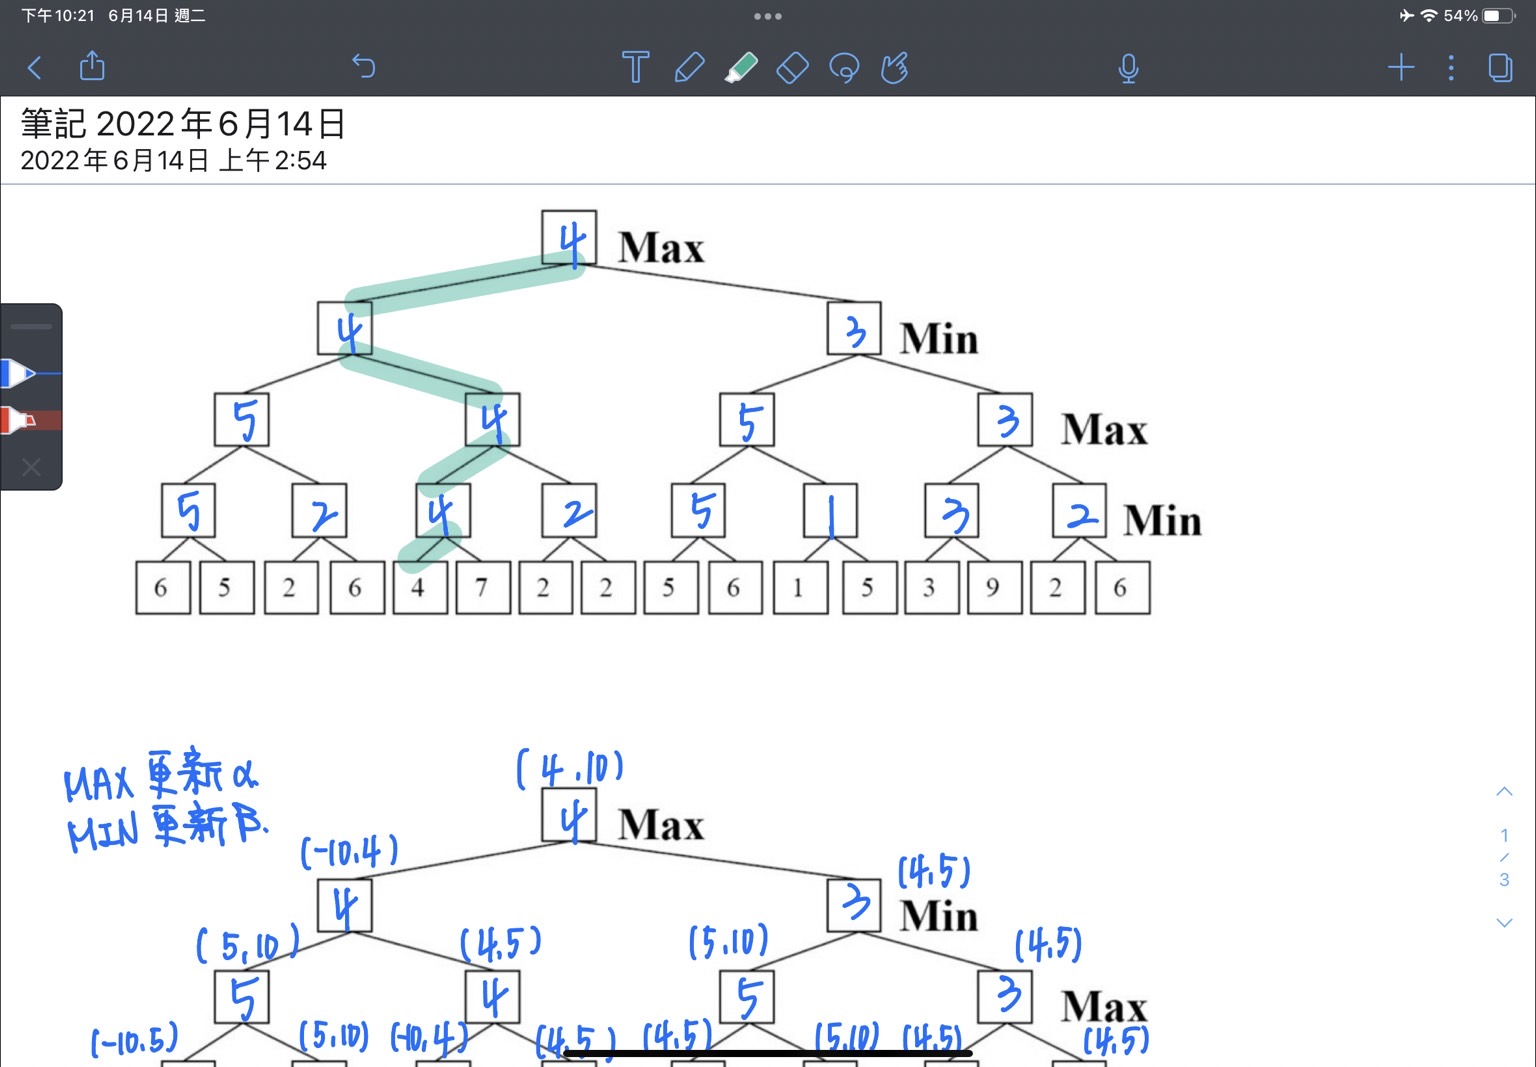 下午10:21 6月14日 週二
54%
筆記 2022年6月14日
2022年6月14日 上午2:54
4 Max
4 3 Min
5 4 5 3 Max
5 2 4 2 5 1 3 2 Min
6 5 2 6 4 7 2 2 5 6 1 5 3 9 2 6
MAX 更新 α.
MIN 更新 β.
(4.10)
4 Max
(-10.4) (4.5)
4 3 Min
(5,10) (4.5) (5.10) (4.5)
5 4 5 3 Max
(-10.5) (5,10) (-10.4) (4.5) (4.5) (5,10) (4.5) (4.5)
1
/
3